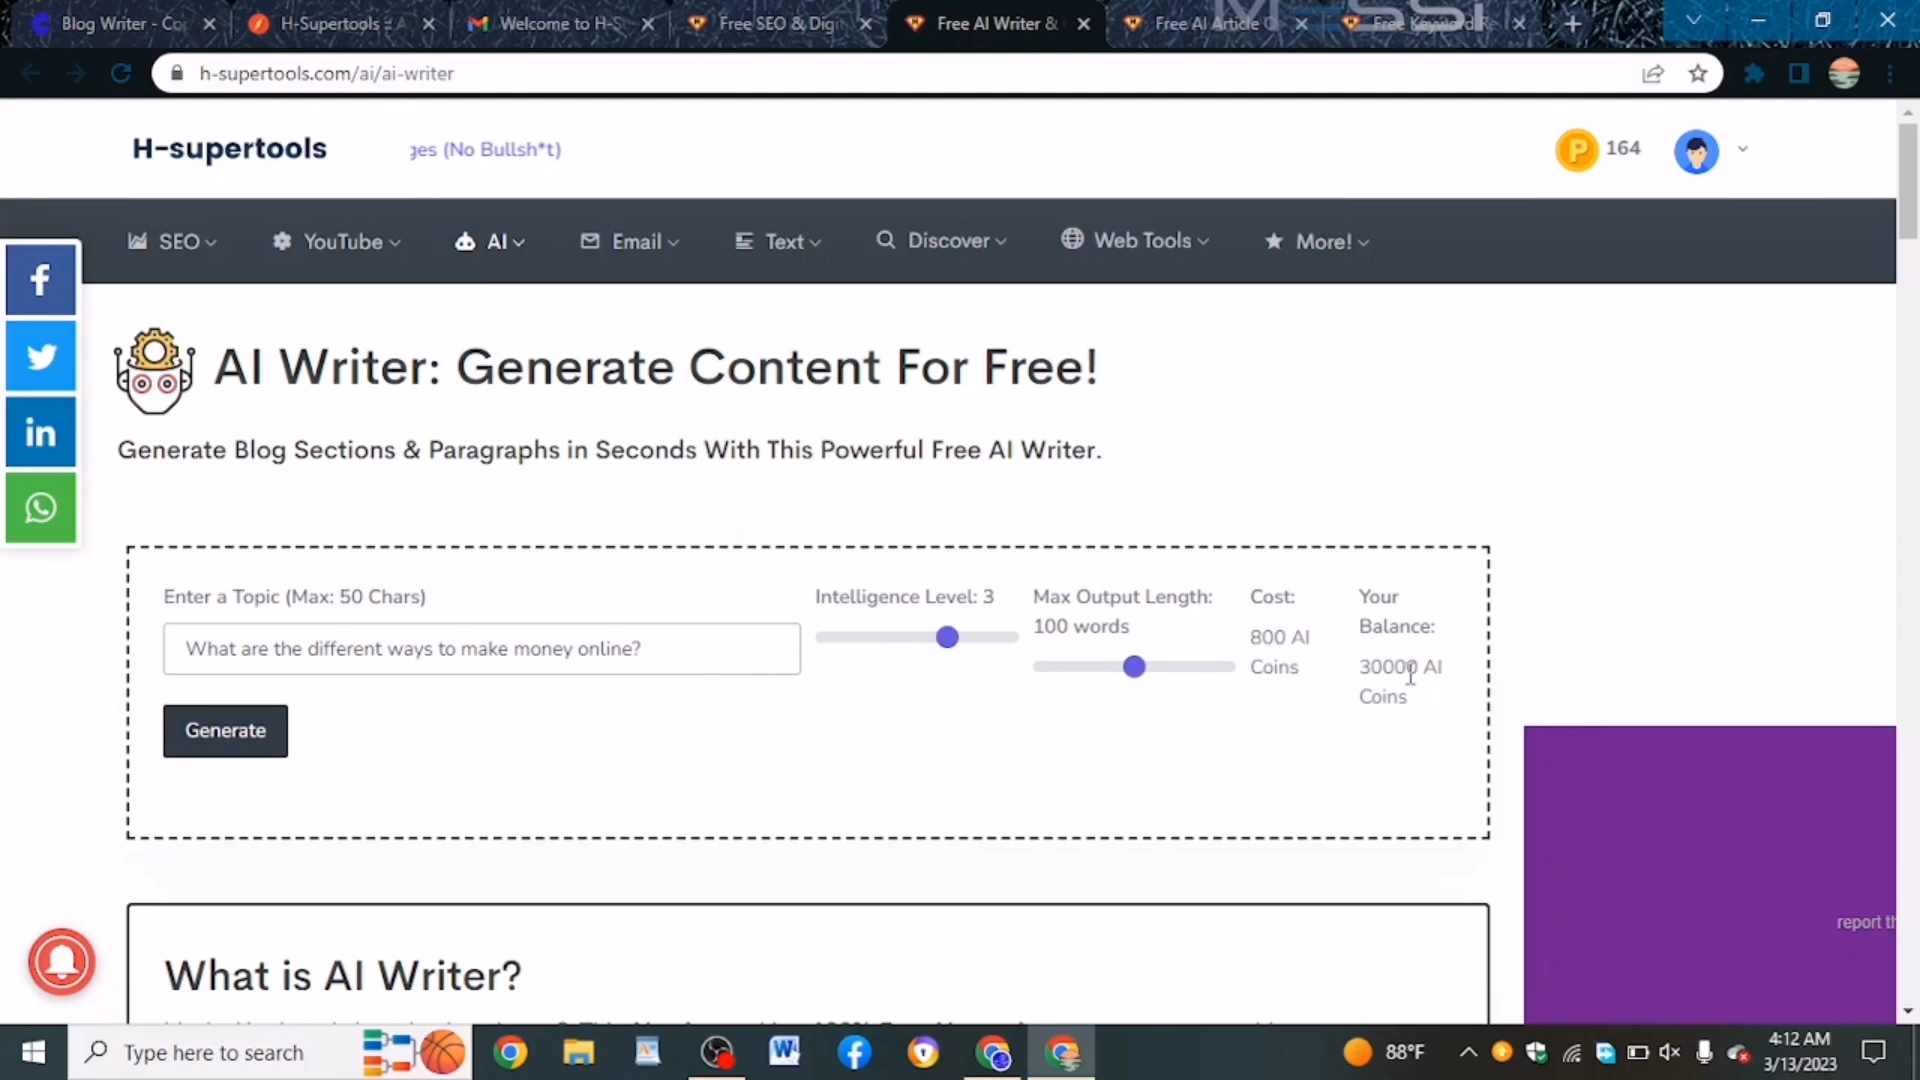 Blog Writer - Co
H-Supertools
Welcome to H-S
Free SEO & Digi
Free AI Writer &
Free AI Article
Free Keyword Re
h-supertools.com/ai/ai-writer
H-supertools
ges (No Bullsh*t)
P 164
SEO YouTube AI Email Text Discover Web Tools More!
AI Writer: Generate Content For Free!
Generate Blog Sections & Paragraphs in Seconds With This Powerful Free AI Writer.
Enter a Topic (Max: 50 Chars)
What are the different ways to make money online?
Intelligence Level: 3
Max Output Length:
100 words
Cost:
800 AI
Coins
Your
Balance:
30000 AI
Coins
Generate
report th
What is AI Writer?
Type here to search
88°F
4:12 AM
3/13/2023